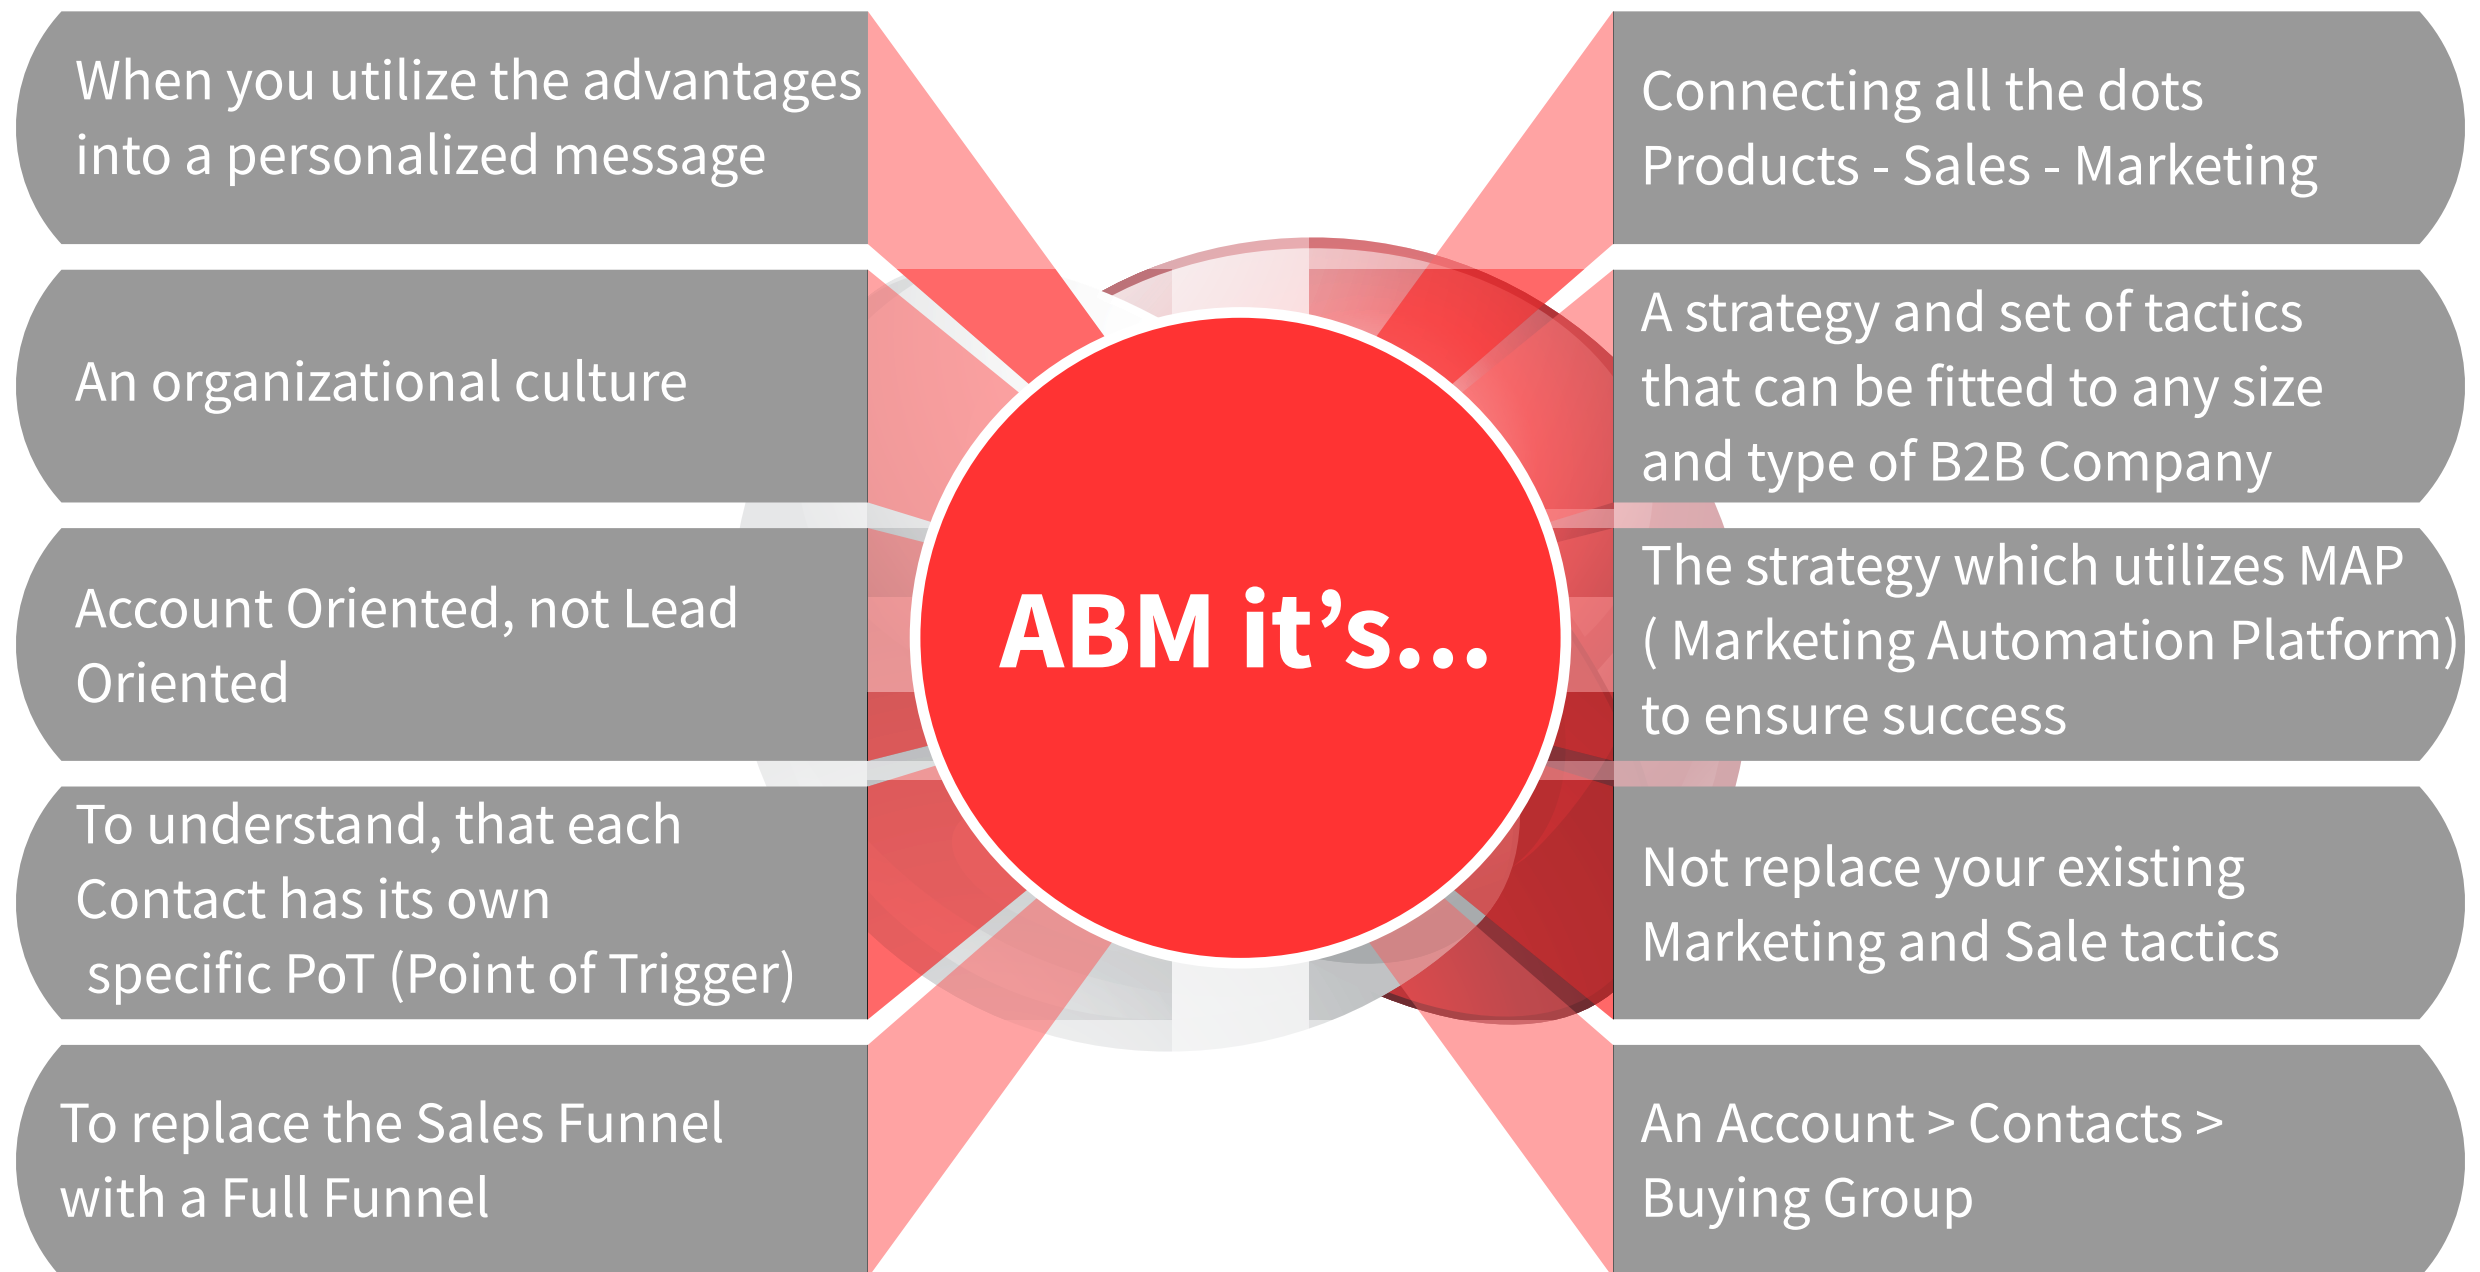 When you utilize the advantages
into a personalized message
An organizational culture
Account Oriented, not Lead
Oriented
To understand, that each
Contact has its own
specific PoT (Point of Trigger)
To replace the Sales Funnel
with a Full Funnel
ABM it’s...
Connecting all the dots
Products - Sales - Marketing
A strategy and set of tactics
that can be fitted to any size
and type of B2B Company
The strategy which utilizes MAP
( Marketing Automation Platform)
to ensure success
Not replace your existing
Marketing and Sale tactics
An Account > Contacts >
Buying Group